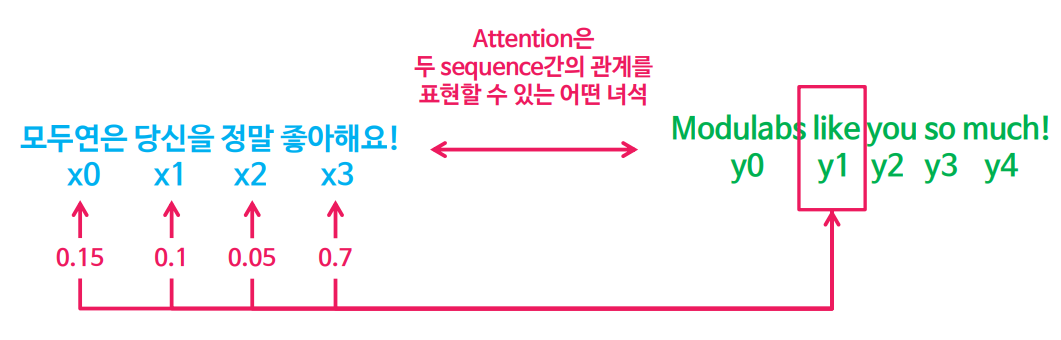 Attention은
두 sequence간의 관계를
표현할 수 있는 어떤 녀석
모두연은 당신을 정말 좋아해요!
x0 x1 x2 x3
0.15 0.1 0.05 0.7
Modulabs like you so much!
y0 y1 y2 y3 y4